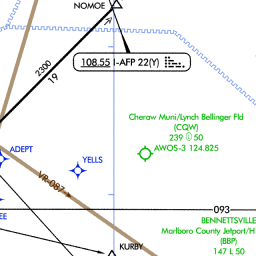 NOMOE
2300
19
108.55 I-AFP 22(Y)
Cheraw Muni/Lynch Bellinger Fld
(CQW)
239 Ⓛ 50
AWOS-3 124.825
ADEPT
YELLS
VR-087
EE
093
BENNETTSVILLE
Marlboro County Jetport/H
(BBP)
147 L 50
KURBY